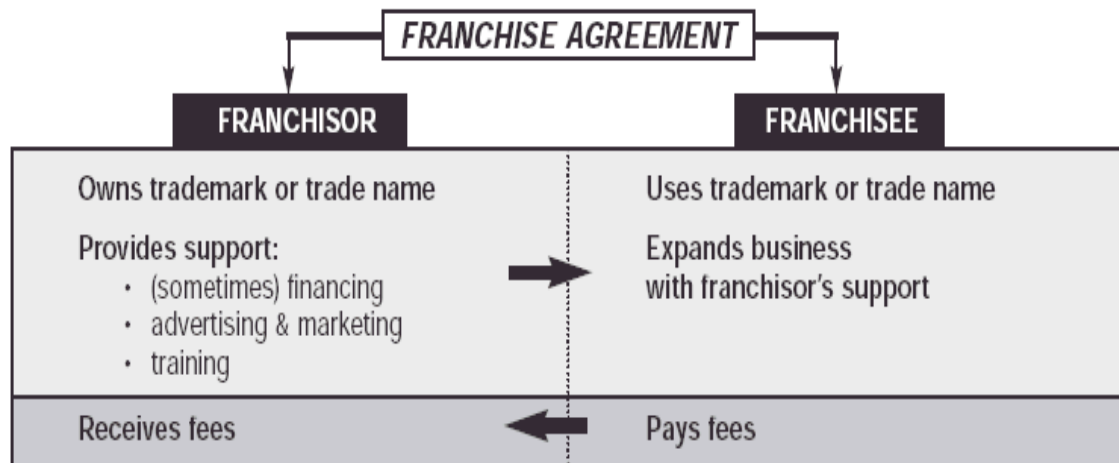 FRANCHISE AGREEMENT
FRANCHISOR
FRANCHISEE
Owns trademark or trade name
Provides support:
• (sometimes) financing
• advertising & marketing
• training
Uses trademark or trade name
Expands business
with franchisor's support
Receives fees
Pays fees